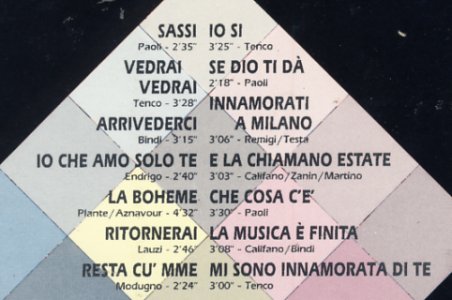 SASSI
Paoli - 2'35"
VEDRAI
VEDRAI
Tenco - 3'28"
ARRIVEDERCI
Bindi - 3'15"
IO CHE AMO SOLO TE
Endrigo - 2'40"
LA BOHEME
Plante/Aznavour - 4'32"
RITORNERAI
Lauzi - 2'46"
RESTA CU' MME
Modugno - 2'24"
IO SI
3'25" - Tenco
SE DIO TI DÀ
2'18" - Paoli
INNAMORATI
A MILANO
3'06" - Remigi/Testa
E LA CHIAMANO ESTATE
3'03" - Califano/Zanin/Martino
CHE COSA C'E'
3'30" - Paoli
LA MUSICA È FINITA
3'08" - Califano/Bindi
MI SONO INNAMORATA DI TE
3'00" - Tenco